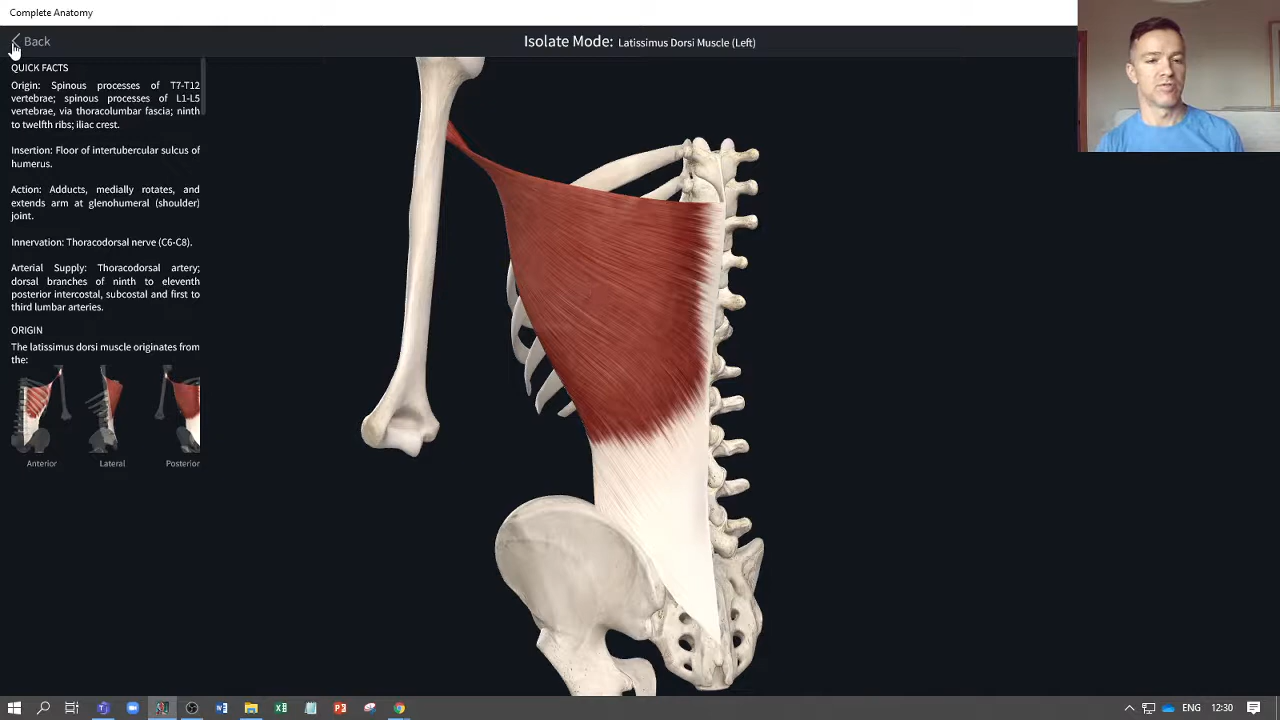 Complete Anatomy
Back
Isolate Mode: Latissimus Dorsi Muscle (Left)
QUICK FACTS
Origin: Spinous processes of T7-T12
vertebrae; spinous processes of L1-L5
vertebrae, via thoracolumbar fascia; ninth
to twelfth ribs; iliac crest.
Insertion: Floor of intertubercular sulcus of
humerus.
Action: Adducts, medially rotates, and
extends arm at glenohumeral (shoulder)
joint.
Innervation: Thoracodorsal nerve (C6-C8).
Arterial Supply: Thoracodorsal artery;
dorsal branches of ninth to eleventh
posterior intercostal, subcostal and first to
third lumbar arteries.
ORIGIN
The latissimus dorsi muscle originates from
the:
Anterior Lateral Posterior
ENG 12:30